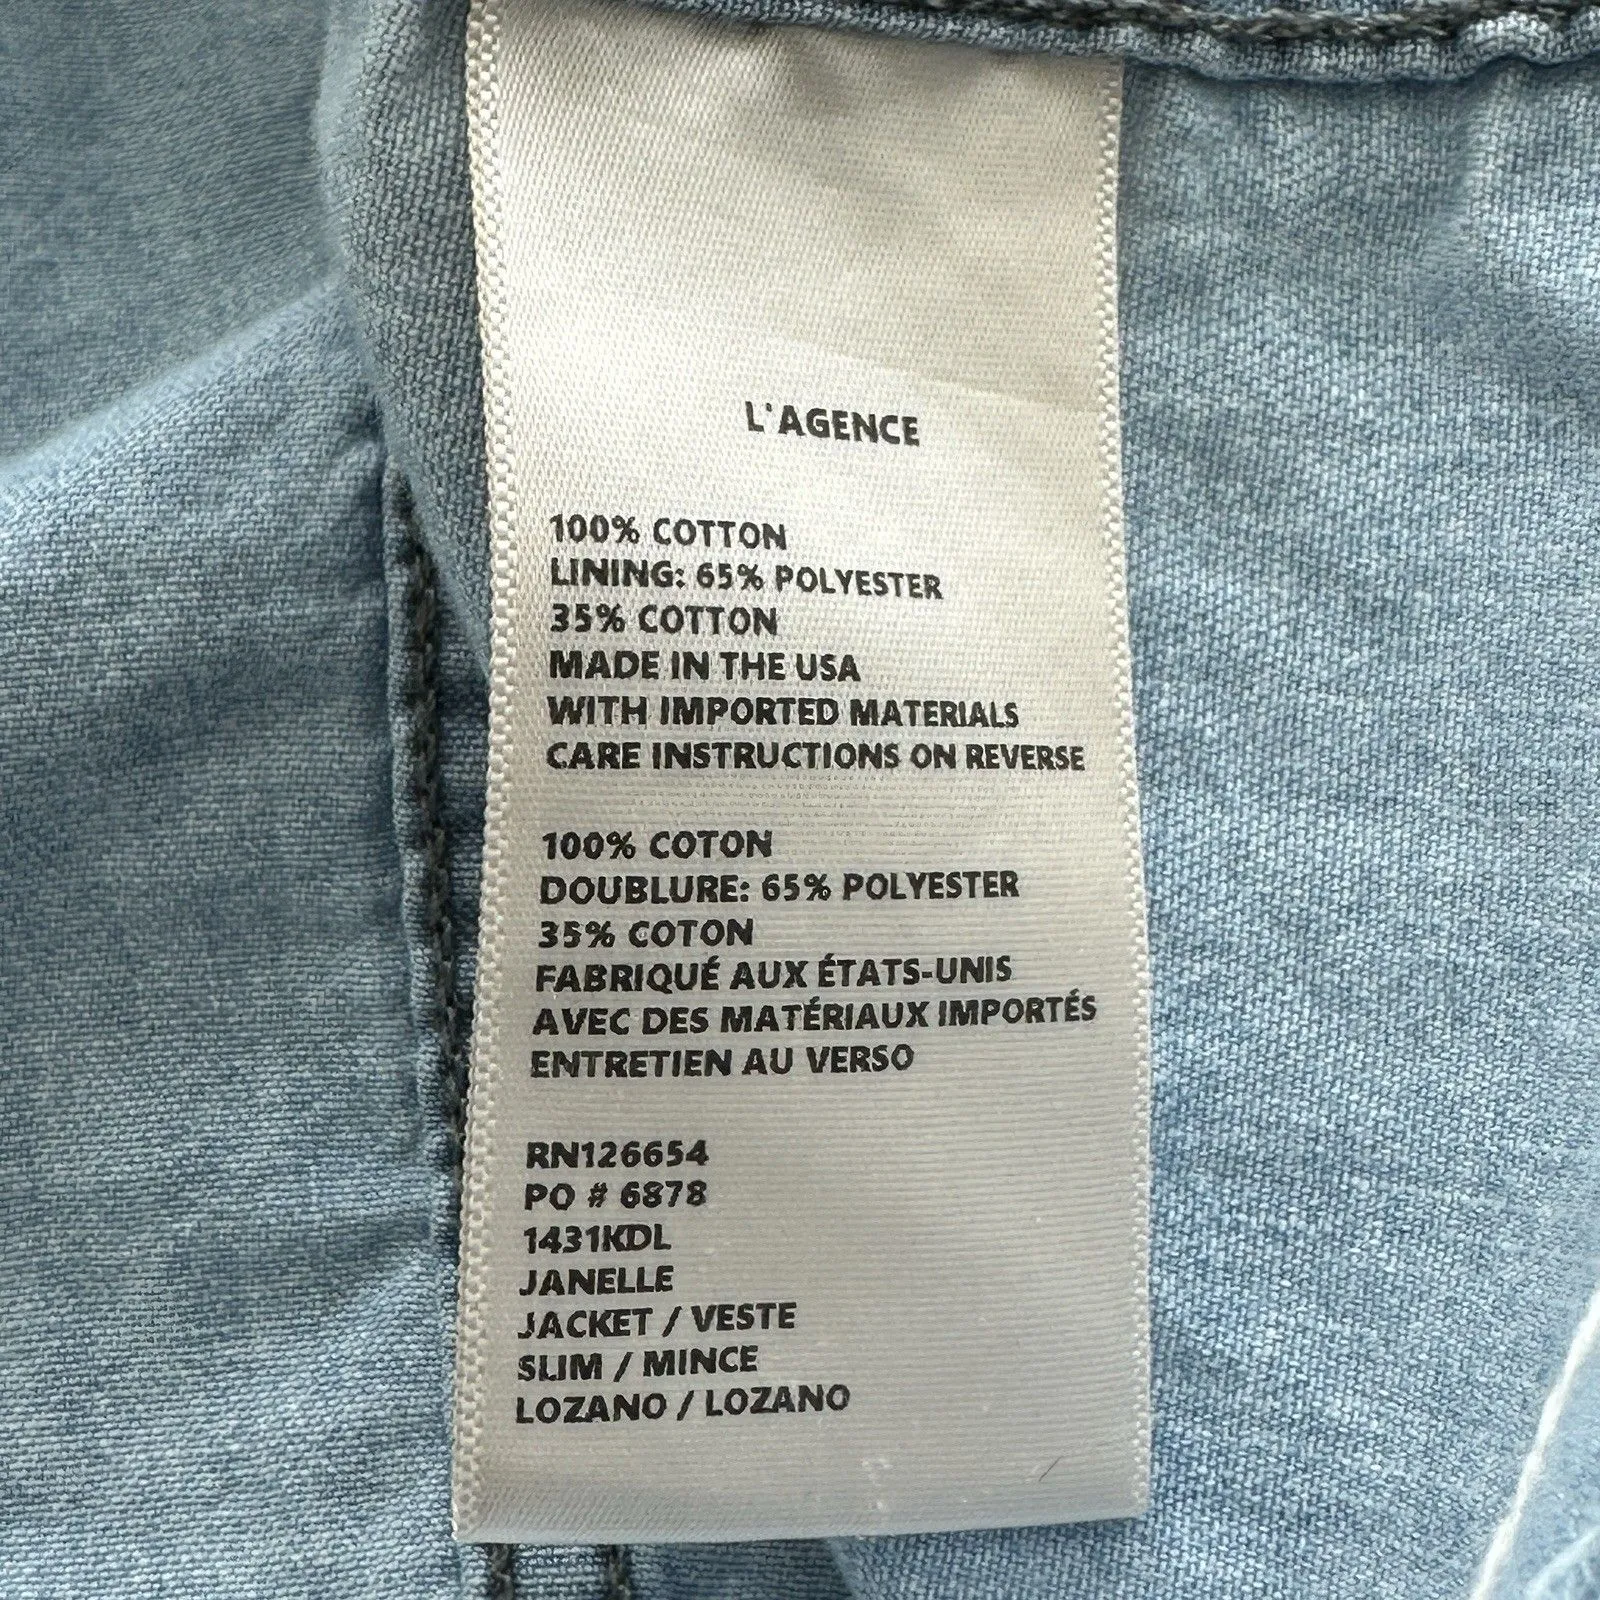 L'AGENCE
100% COTTON
LINING: 65% POLYESTER
35% COTTON
MADE IN THE USA
WITH IMPORTED MATERIALS
CARE INSTRUCTIONS ON REVERSE
100% COTON
DOUBLURE: 65% POLYESTER
35% COTON
FABRIQUÉ AUX ÉTATS-UNIS
AVEC DES MATÉRIAUX IMPORTÉS
ENTRETIEN AU VERSO
RN126654
PO # 6878
1431KDL
JANELLE
JACKET / VESTE
SLIM / MINCE
LOZANO / LOZANO